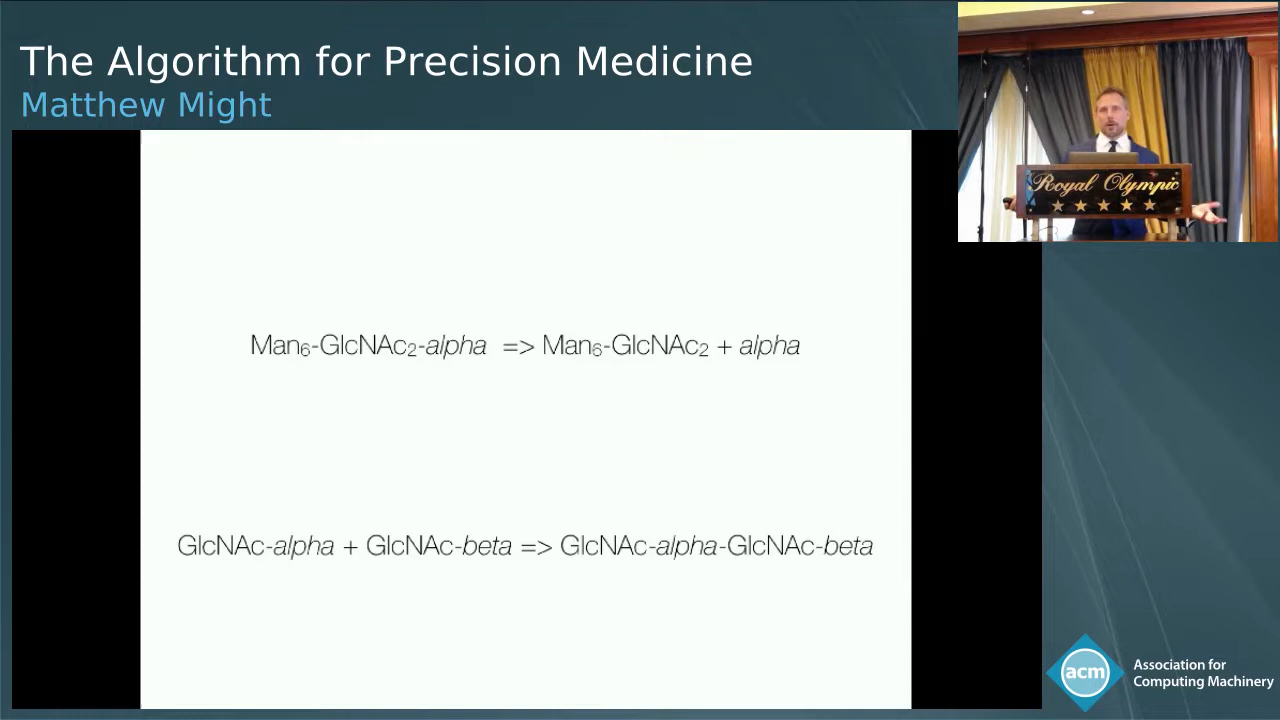 The Algorithm for Precision Medicine
Matthew Might
Royal Olympic
Man₆-GlcNAc₂-alpha => Man₆-GlcNAc₂ + alpha
GlcNAc-alpha + GlcNAc-beta => GlcNAc-alpha-GlcNAc-beta
acm
Association for
Computing Machinery